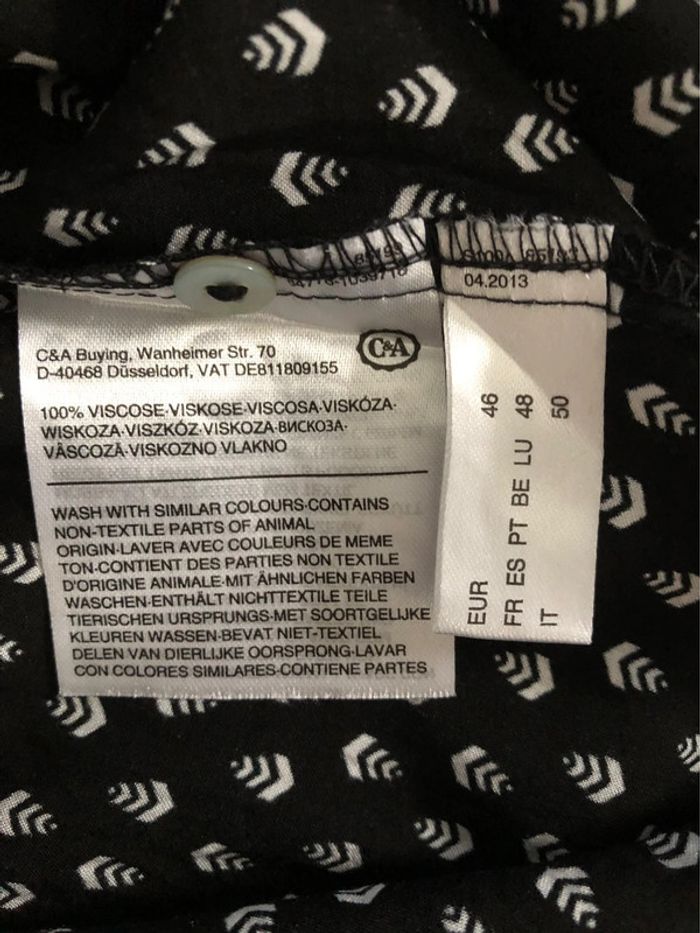 C&A Buying, Wanheimer Str. 70
D-40468 Düsseldorf, VAT DE811809155
C&A
100% VISCOSE·VISKOSE·VISCOSA·VISKÓZA·
WISKOZA·VISZKÓZ·VISKOZA·ВИСКОЗА·
VÂSCOZĂ·VISKOZNO VLAKNO
WASH WITH SIMILAR COLOURS·CONTAINS
NON-TEXTILE PARTS OF ANIMAL
ORIGIN·LAVER AVEC COULEURS DE MEME
TON·CONTIENT DES PARTIES NON TEXTILE
D'ORIGINE ANIMALE·MIT ÄHNLICHEN FARBEN
WASCHEN·ENTHÄLT NICHTTEXTILE TEILE
TIERISCHEN URSPRUNGS·MET SOORTGELIJKE
KLEUREN WASSEN·BEVAT NIET-TEXTIEL
DELEN VAN DIERLIJKE OORSPRONG·LAVAR
CON COLORES SIMILARES·CONTIENE PARTES
04.2013
EUR 46
FR ES PT BE LU 48
IT 50